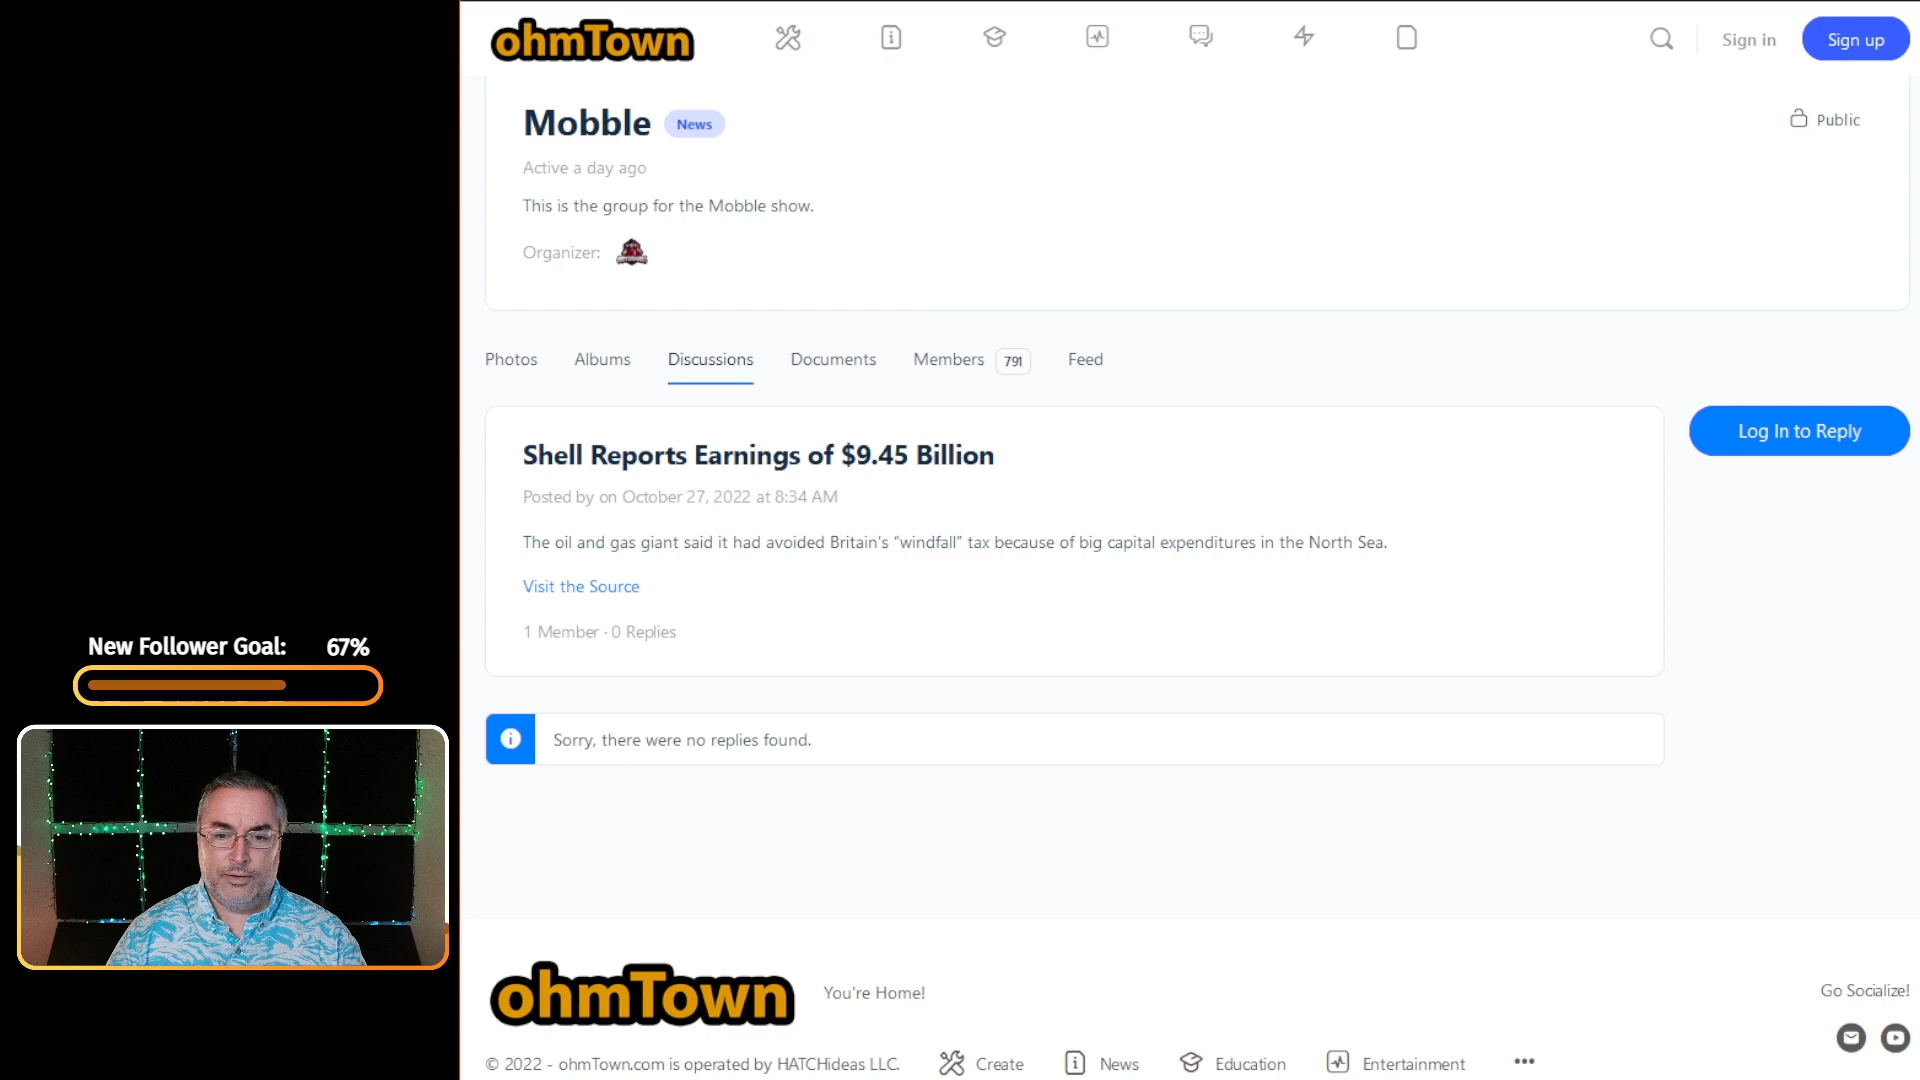 ohmTown
Sign in
Sign up
Mobble
News
Public
Active a day ago
This is the group for the Mobble show.
Organizer:
Photos
Albums
Discussions
Documents
Members 791
Feed
Shell Reports Earnings of $9.45 Billion
Log In to Reply
Posted by on October 27, 2022 at 8:34 AM
The oil and gas giant said it had avoided Britain's “windfall” tax because of big capital expenditures in the North Sea.
Visit the Source
1 Member · 0 Replies
New Follower Goal: 67%
Sorry, there were no replies found.
ohmTown
You're Home!
Go Socialize!
© 2022 - ohmTown.com is operated by HATCHideas LLC.
Create
News
Education
Entertainment